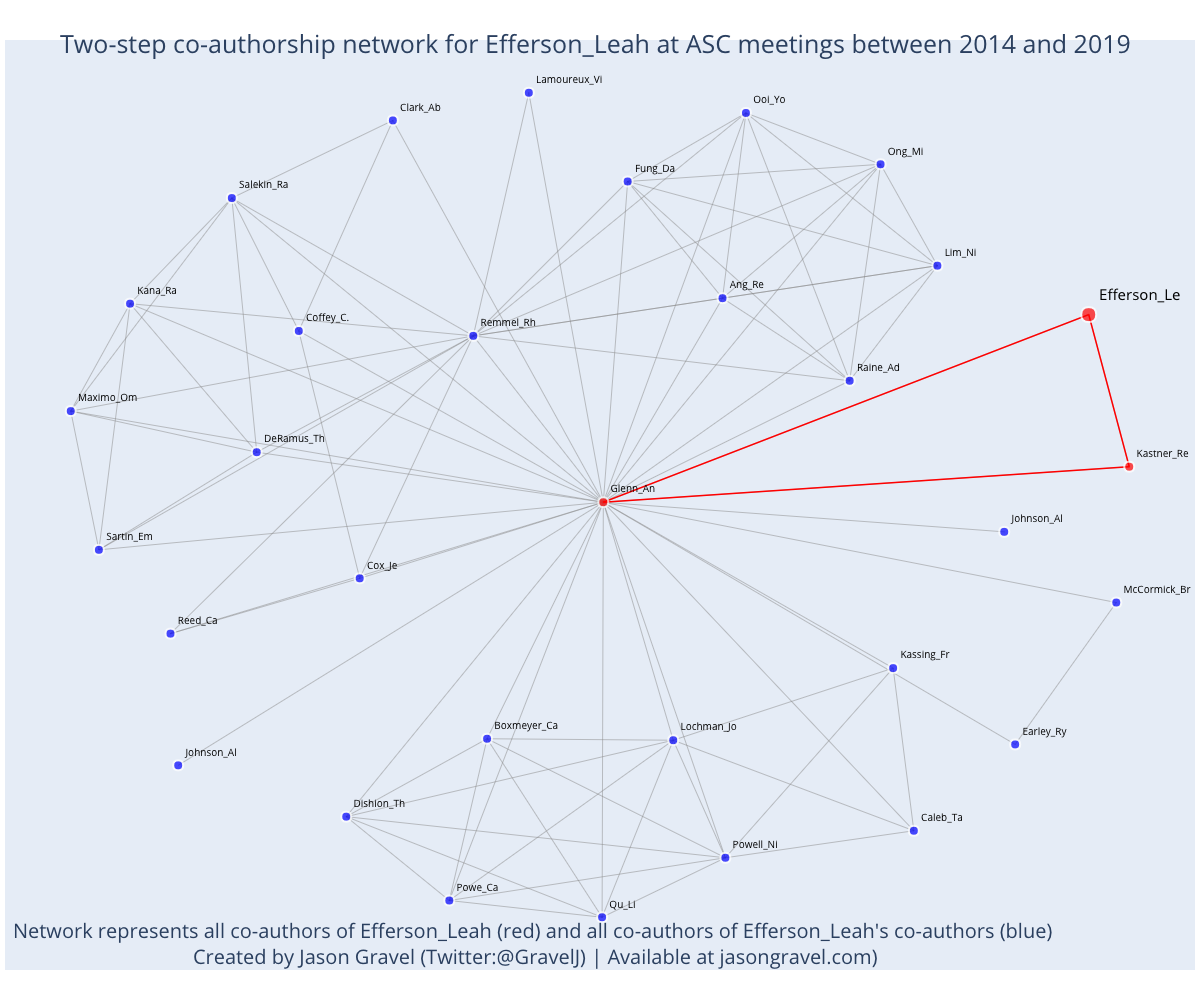 Two-step co-authorship network for Efferson_Leah at ASC meetings between 2014 and 2019
Lamoureux_Vi
Clark_Ab
Ooi_Yo
Ong_Mi
Fung_Da
Salekin_Ra
Lim_Ni
Ang_Re
Kana_Ra
Efferson_Le
Coffey_C.
Remmel_Rh
Raine_Ad
Maximo_Om
DeRamus_Th
Kastner_Re
Glenn_An
Johnson_Al
Sartin_Em
Cox_Je
McCormick_Br
Reed_Ca
Kassing_Fr
Boxmeyer_Ca
Lochman_Jo
Earley_Ry
Johnson_Al
Dishion_Th
Caleb_Ta
Powell_Ni
Powe_Ca
Qu_Li
Network represents all co-authors of Efferson_Leah (red) and all co-authors of Efferson_Leah's co-authors (blue)
Created by Jason Gravel (Twitter:@GravelJ) | Available at jasongravel.com)